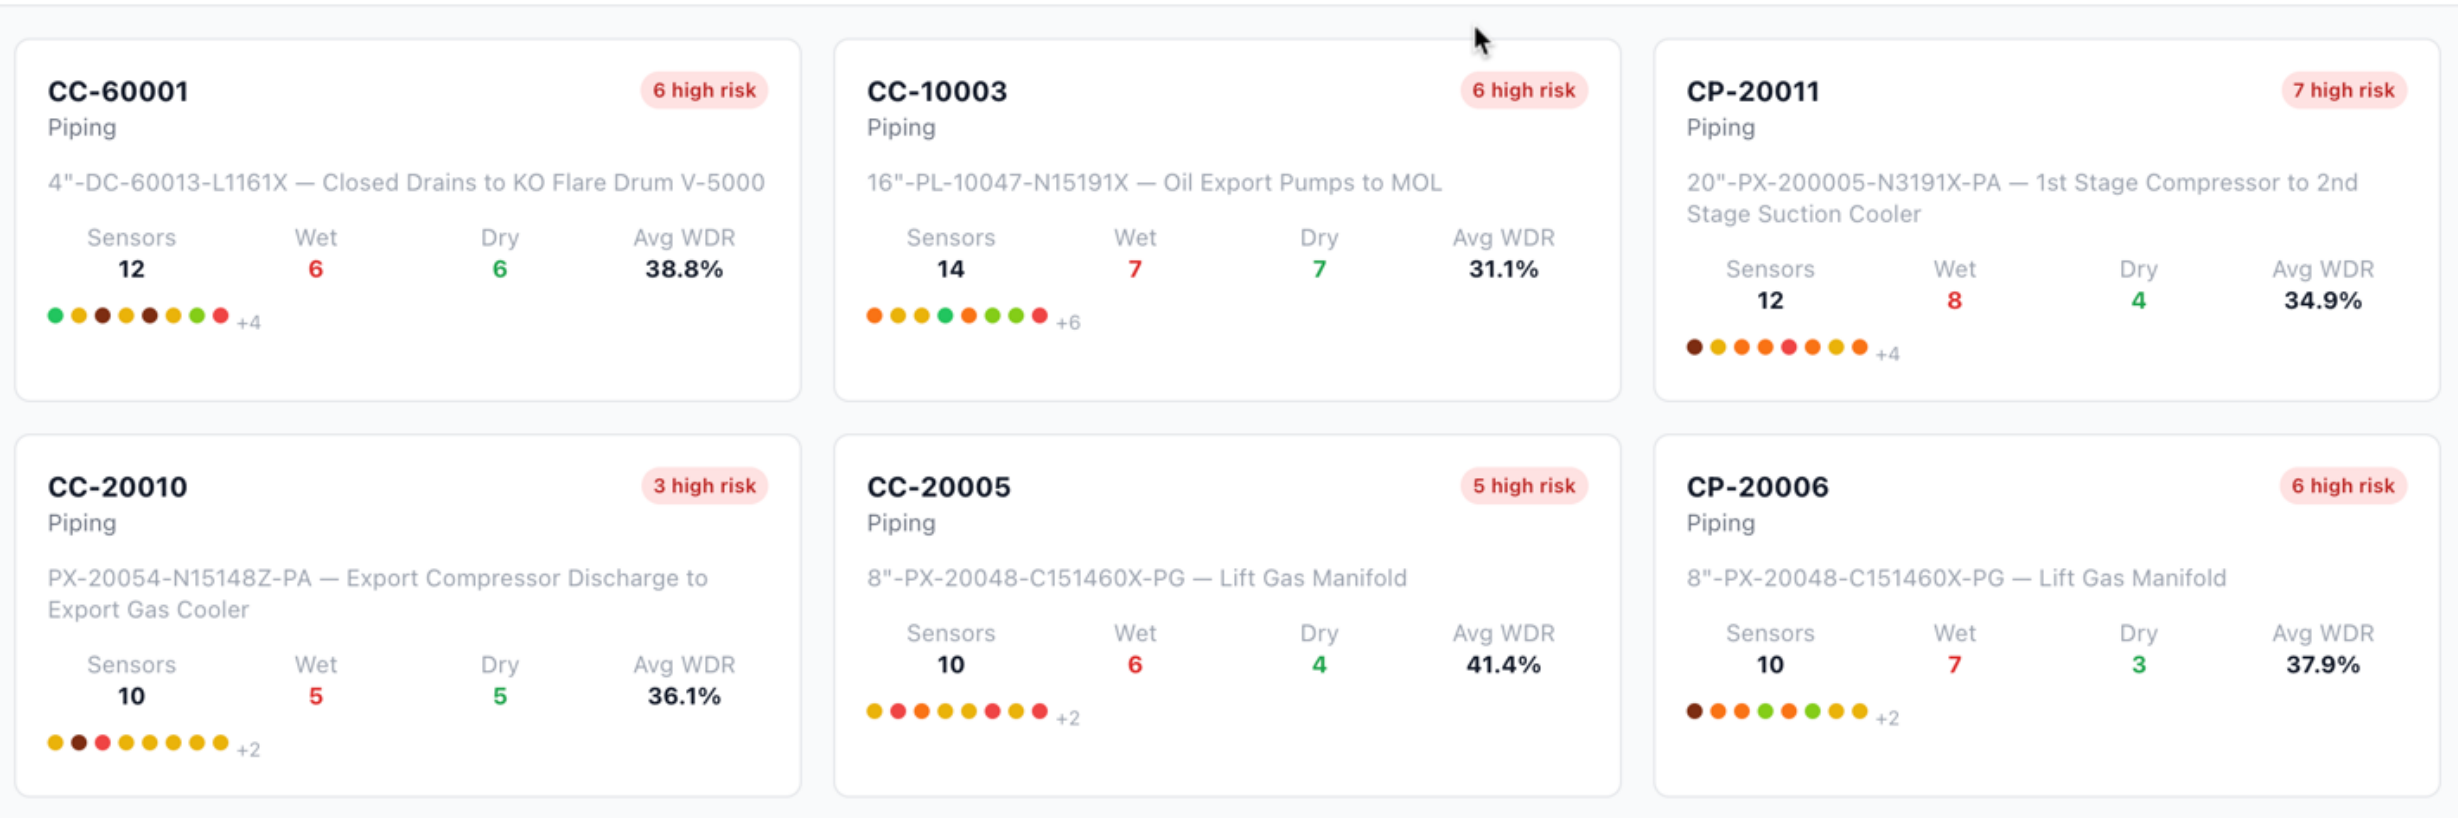 CC-60001
6 high risk
Piping
4"-DC-60013-L1161X — Closed Drains to KO Flare Drum V-5000
Sensors Wet Dry Avg WDR
12 6 6 38.8%
+4
CC-10003
6 high risk
Piping
16"-PL-10047-N15191X — Oil Export Pumps to MOL
Sensors Wet Dry Avg WDR
14 7 7 31.1%
+6
CP-20011
7 high risk
Piping
20"-PX-200005-N3191X-PA — 1st Stage Compressor to 2nd
Stage Suction Cooler
Sensors Wet Dry Avg WDR
12 8 4 34.9%
+4
CC-20010
3 high risk
Piping
PX-20054-N15148Z-PA — Export Compressor Discharge to
Export Gas Cooler
Sensors Wet Dry Avg WDR
10 5 5 36.1%
+2
CC-20005
5 high risk
Piping
8"-PX-20048-C151460X-PG — Lift Gas Manifold
Sensors Wet Dry Avg WDR
10 6 4 41.4%
+2
CP-20006
6 high risk
Piping
8"-PX-20048-C151460X-PG — Lift Gas Manifold
Sensors Wet Dry Avg WDR
10 7 3 37.9%
+2